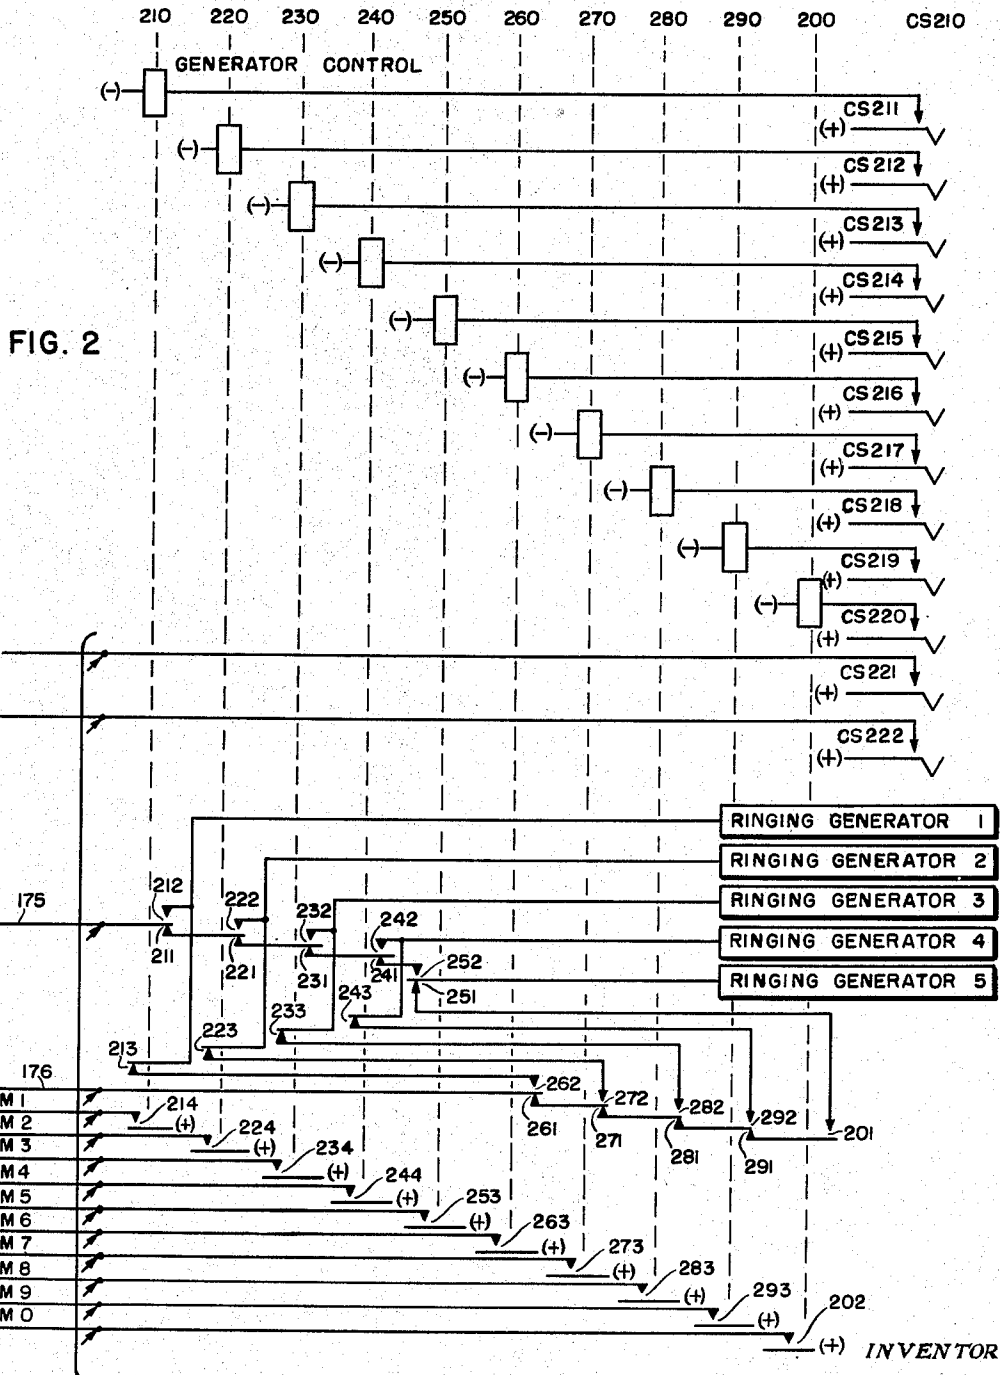 210 220 230 240 250 260 270 280 290 200 CS210
GENERATOR CONTROL
(-)
CS211
(+)
(-)
CS212
(+)
(-)
CS213
(+)
(-)
CS214
(+)
FIG. 2
(-)
CS215
(+)
(-)
CS216
(+)
(-)
CS217
(+)
(-)
CS218
(+)
(-)
CS219
(+)
(-)
CS220
(+)
CS221
(+)
CS222
(+)
RINGING GENERATOR 1
RINGING GENERATOR 2
RINGING GENERATOR 3
RINGING GENERATOR 4
RINGING GENERATOR 5
175
212
222
232
242
252
211
221
231
241
251
213
223
233
243
176
262
272
282
292
201
261
271
281
291
M1
214
(+)
M2
224
(+)
M3
234
(+)
M4
244
(+)
M5
253
(+)
M6
263
(+)
M7
273
(+)
M8
283
(+)
M9
293
(+)
M0
202
(+)
INVENTOR